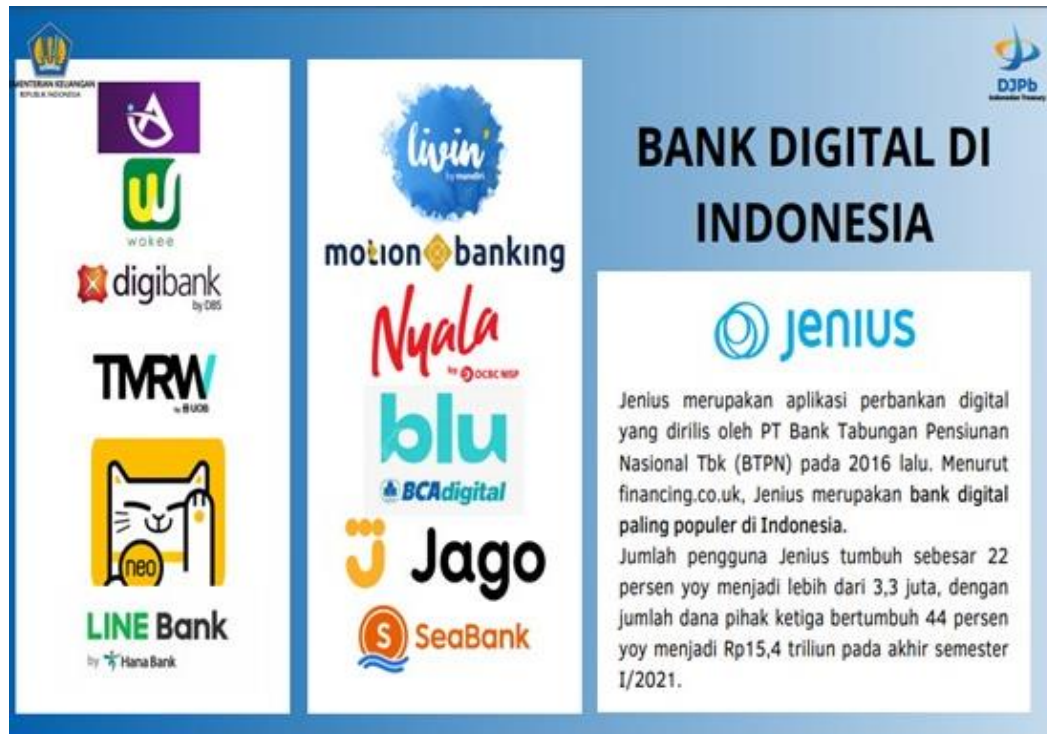 KEMENTERIAN KEUANGAN
REPUBLIK INDONESIA
wokee
digibank
by DBS
TMRW
by UOB
neo
LINE Bank
by HanaBank
livin'
by mandiri
motion banking
Nyala
by OCBC NISP
blu
BCAdigital
Jago
S SeaBank
DJPb
Indonesian Treasury
BANK DIGITAL DI
INDONESIA
Jenius
Jenius merupakan aplikasi perbankan digital
yang dirilis oleh PT Bank Tabungan Pensiunan
Nasional Tbk (BTPN) pada 2016 lalu. Menurut
financing.co.uk, Jenius merupakan bank digital
paling populer di Indonesia.
Jumlah pengguna Jenius tumbuh sebesar 22
persen yoy menjadi lebih dari 3,3 juta, dengan
jumlah dana pihak ketiga bertumbuh 44 persen
yoy menjadi Rp15,4 triliun pada akhir semester
I/2021.